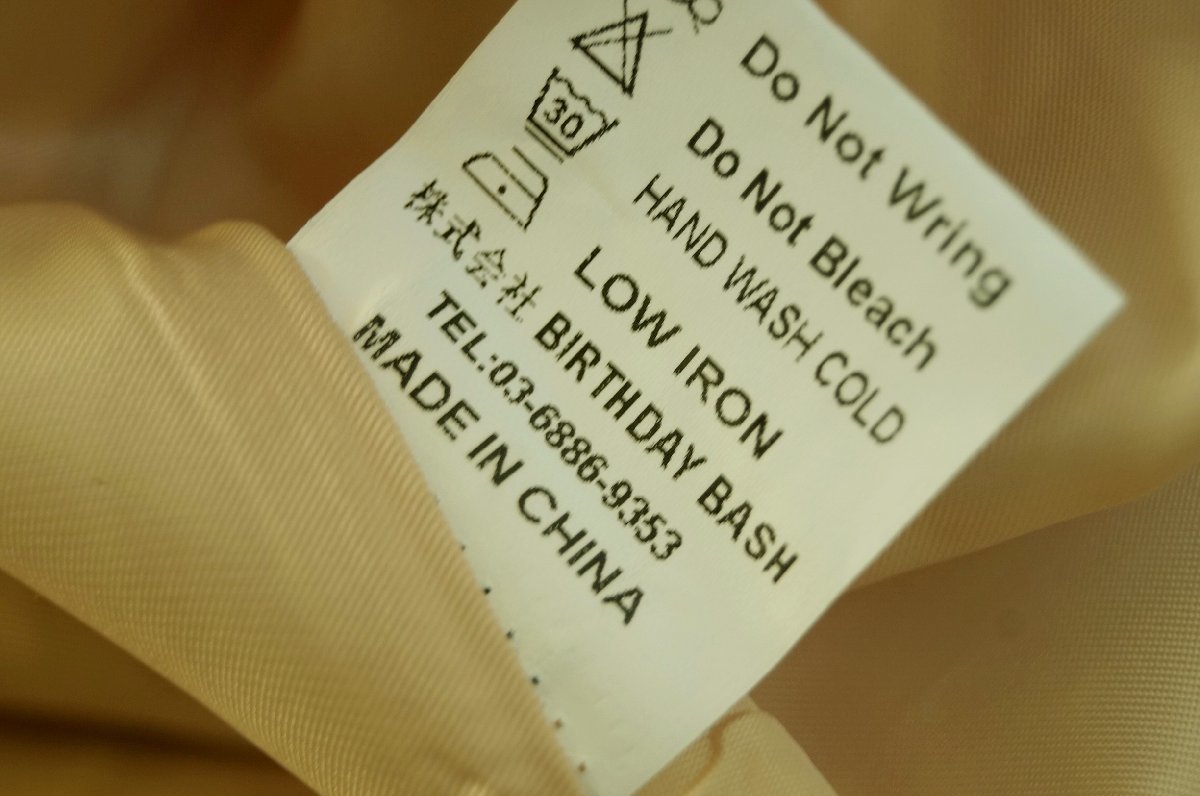 Do Not Wring
Do Not Bleach
30 HAND WASH COLD
LOW IRON
株式会社 BIRTHDAY BASH
TEL:03-6886-9353
MADE IN CHINA